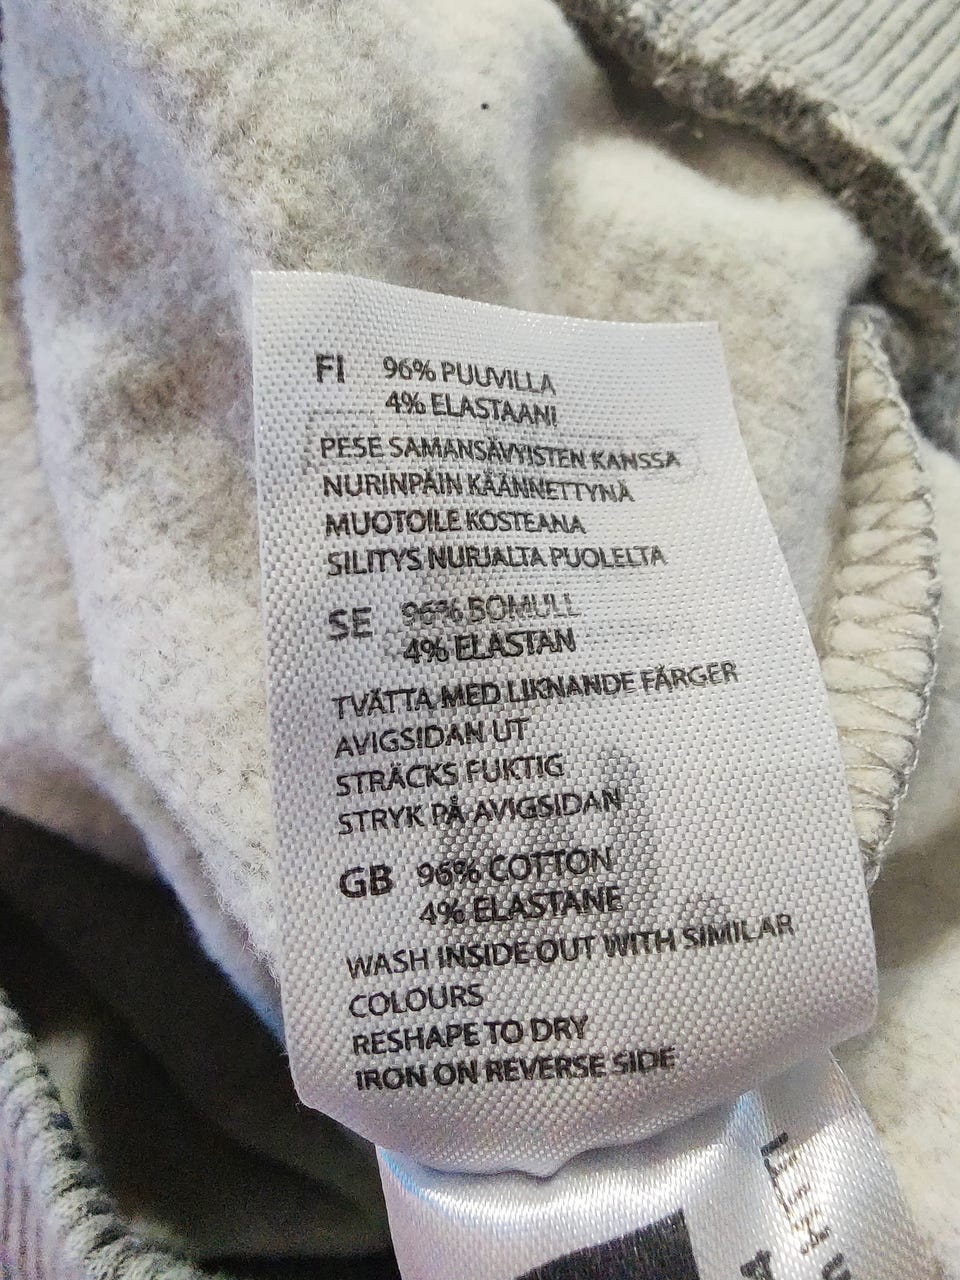 FI 96% PUUVILLA
4% ELASTAANI
PESE SAMANSÄVYISTEN KANSSA
NURINPÄIN KÄÄNNETTYNÄ
MUOTOILE KOSTEANA
SILITYS NURJALTA PUOLELTA
SE 96% BOMULL
4% ELASTAN
TVÄTTA MED LIKNANDE FÄRGER
AVIGSIDAN UT
STRÄCKS FUKTIG
STRYK PÅ AVIGSIDAN
GB 96% COTTON
4% ELASTANE
WASH INSIDE OUT WITH SIMILAR
COLOURS
RESHAPE TO DRY
IRON ON REVERSE SIDE